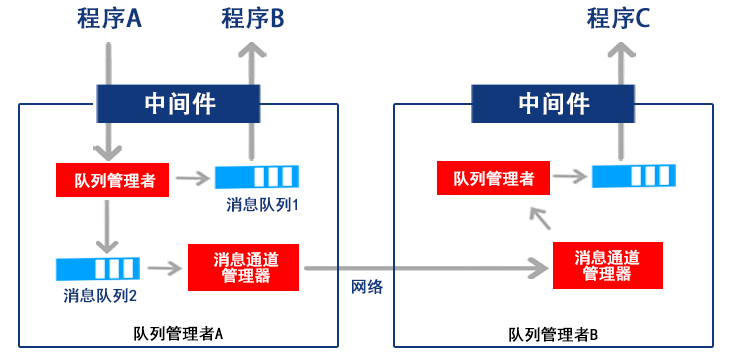 程序A
程序B
程序C
中间件
中间件
队列管理者
消息队列1
队列管理者
消息队列2
消息通道
管理器
网络
消息通道
管理器
队列管理者A
队列管理者B